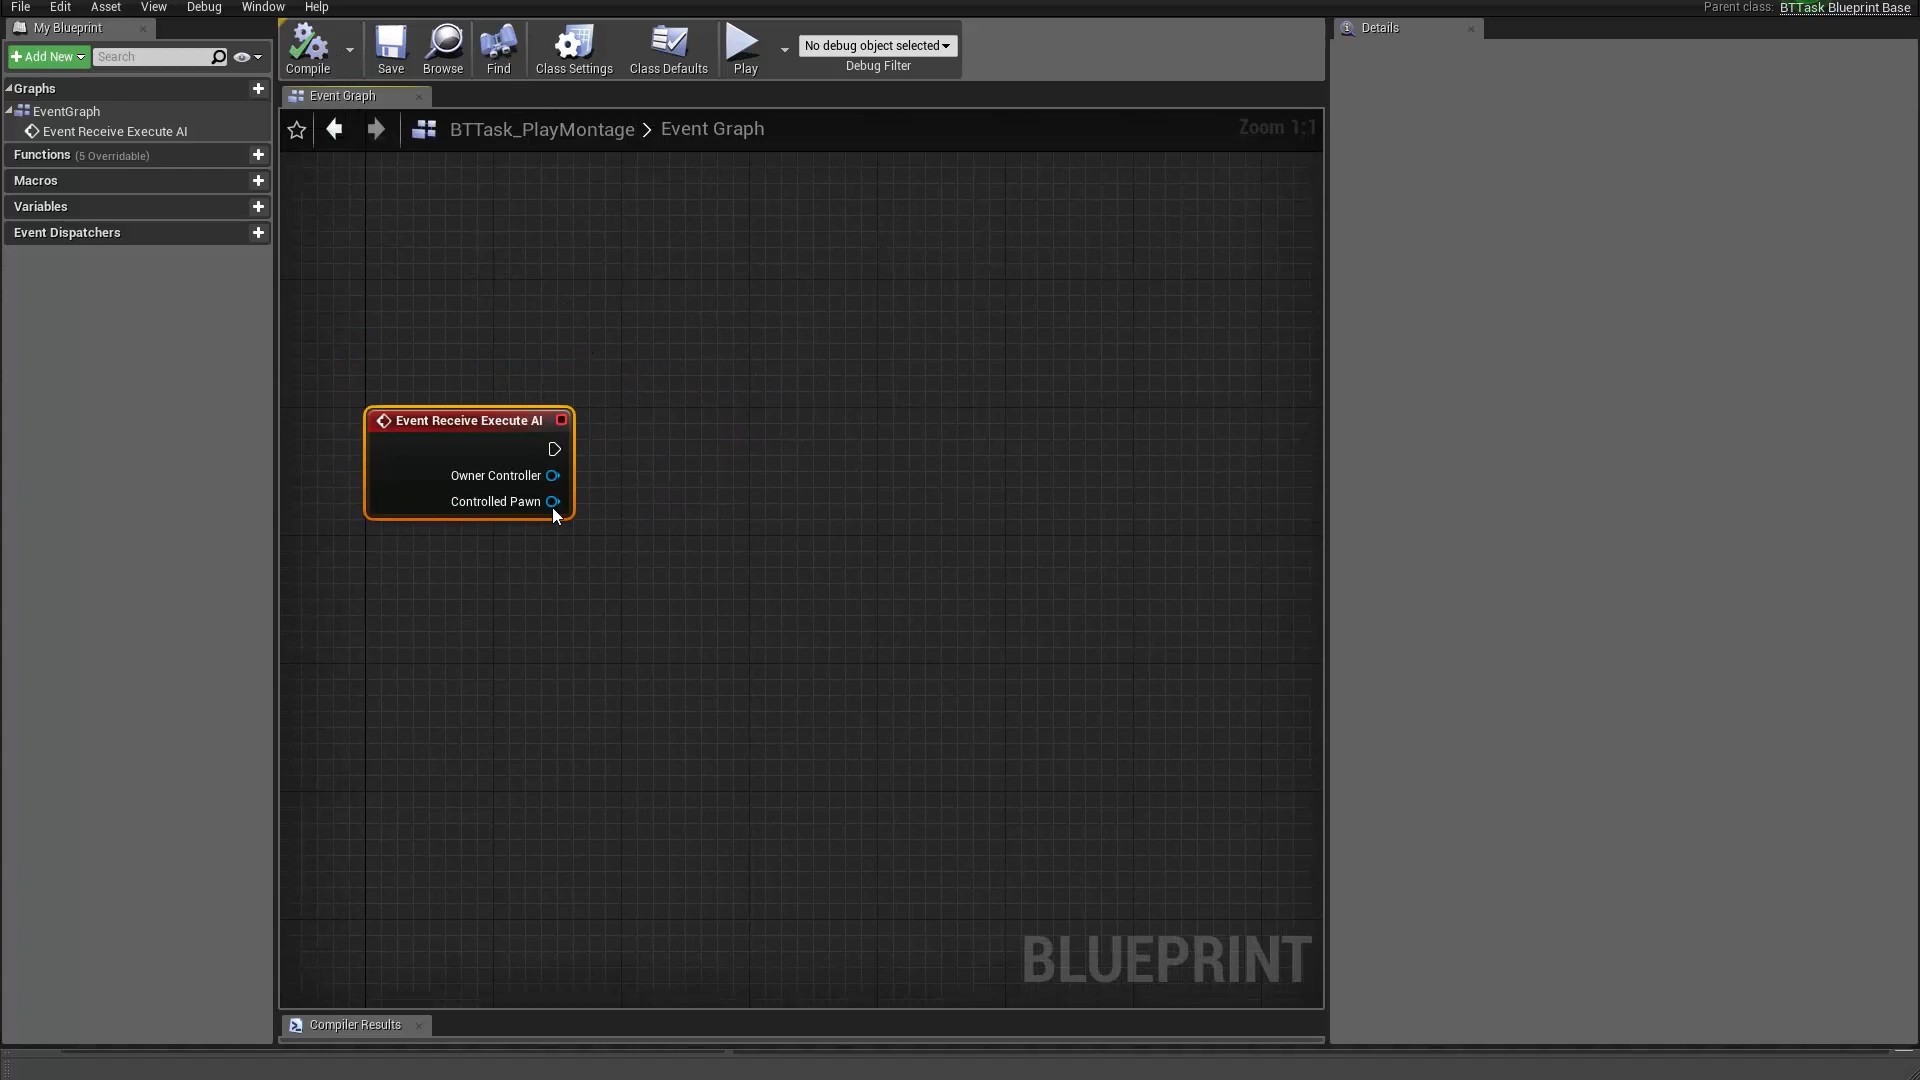 File Edit Asset View Debug Window Help
Parent class: BTTask Blueprint Base
My Blueprint
Add New Search
Graphs
EventGraph
Event Receive Execute AI
Functions (5 Overridable)
Macros
Variables
Event Dispatchers
Compile Save Browse Find Class Settings Class Defaults Play
No debug object selected
Debug Filter
Event Graph
BTTask_PlayMontage > Event Graph
Zoom 1:1
Event Receive Execute AI
Owner Controller
Controlled Pawn
BLUEPRINT
Compiler Results
Details